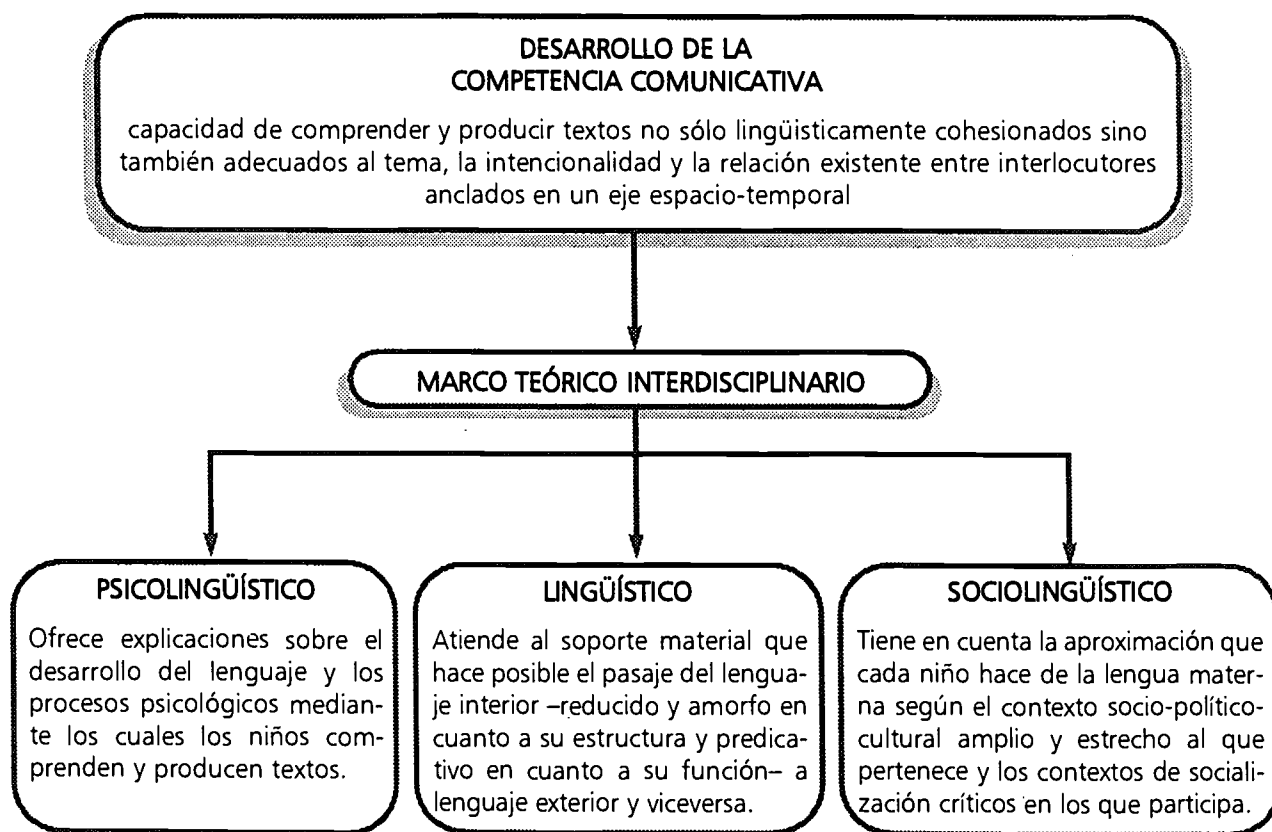 DESARROLLO DE LA
COMPETENCIA COMUNICATIVA
capacidad de comprender y producir textos no sólo lingüisticamente cohesionados sino
también adecuados al tema, la intencionalidad y la relación existente entre interlocutores
anclados en un eje espacio-temporal
MARCO TEÓRICO INTERDISCIPLINARIO
PSICOLINGÜÍSTICO
Ofrece explicaciones sobre el
desarrollo del lenguaje y los
procesos psicológicos median-
te los cuales los niños com-
prenden y producen textos.
LINGÜÍSTICO
Atiende al soporte material que
hace posible el pasaje del lengua-
je interior –reducido y amorfo en
cuanto a su estructura y predica-
tivo en cuanto a su función– a
lenguaje exterior y viceversa.
SOCIOLINGÜÍSTICO
Tiene en cuenta la aproximación que
cada niño hace de la lengua mater-
na según el contexto socio-político-
cultural amplio y estrecho al que
pertenece y los contextos de sociali-
zación críticos en los que participa.